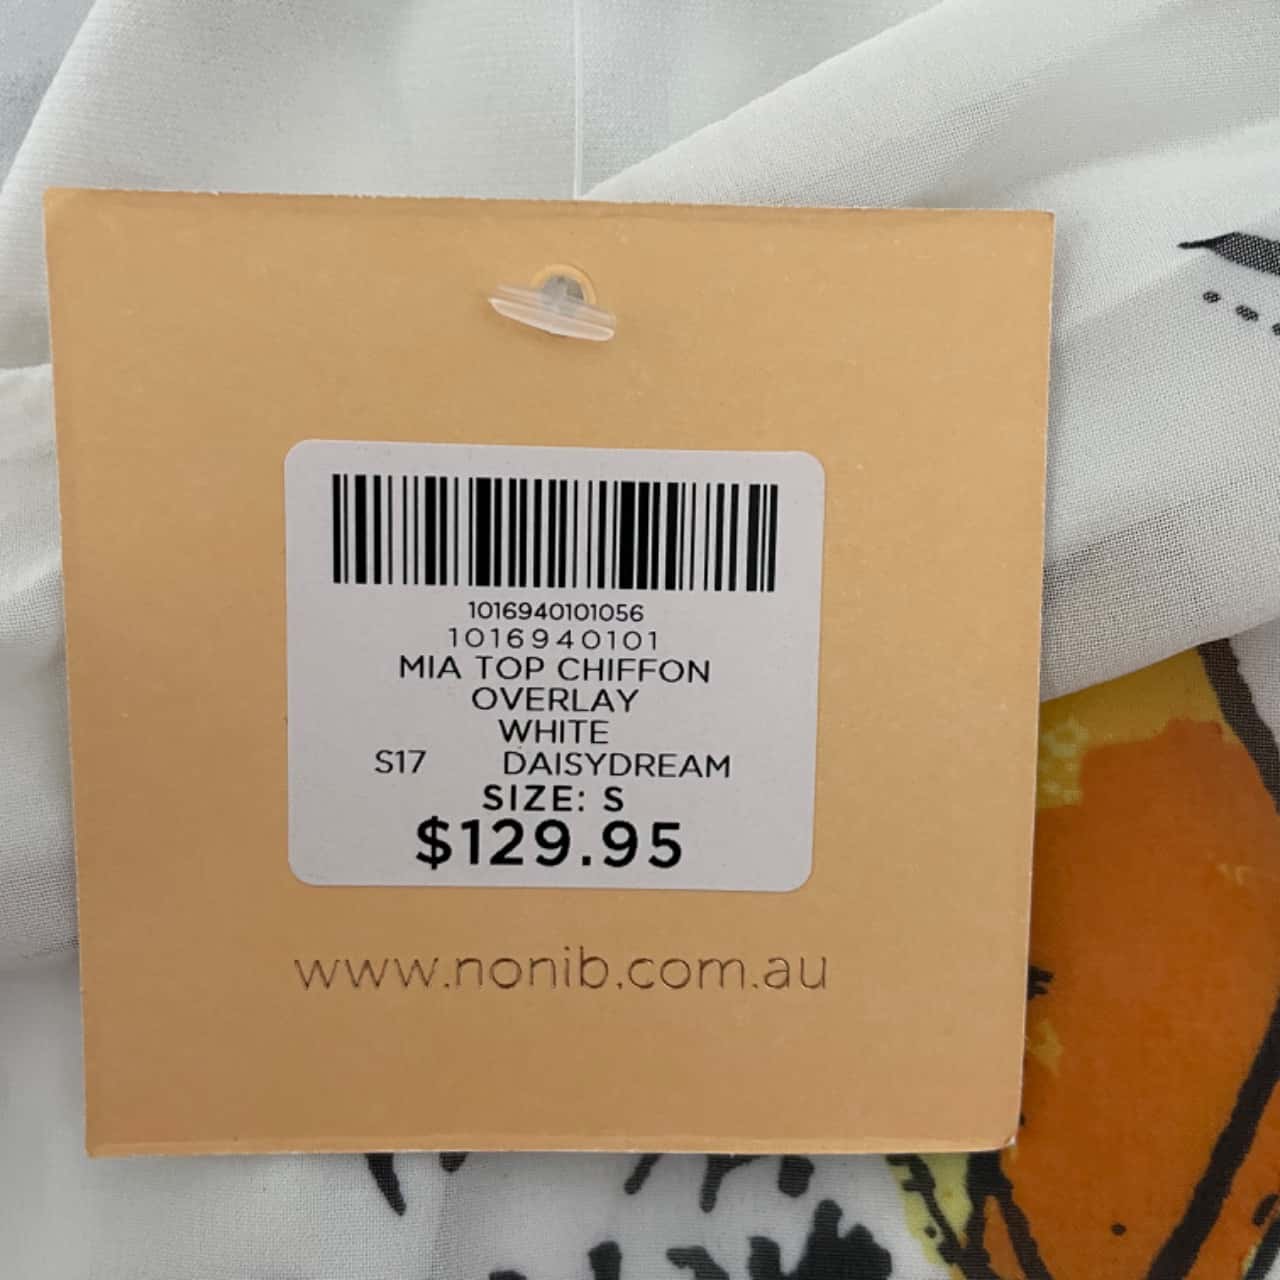 1016940101056
1016940101
MIA TOP CHIFFON
OVERLAY
WHITE
S17 DAISYDREAM
SIZE: S
$129.95
www.nonib.com.au